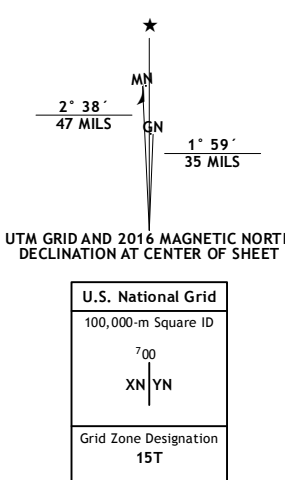 MN
GN
2° 38´
47 MILS
1° 59´
35 MILS
UTM GRID AND 2016 MAGNETIC NORTH
DECLINATION AT CENTER OF SHEET
U.S. National Grid
100,000-m Square ID
⁷00
XN YN
Grid Zone Designation
15T